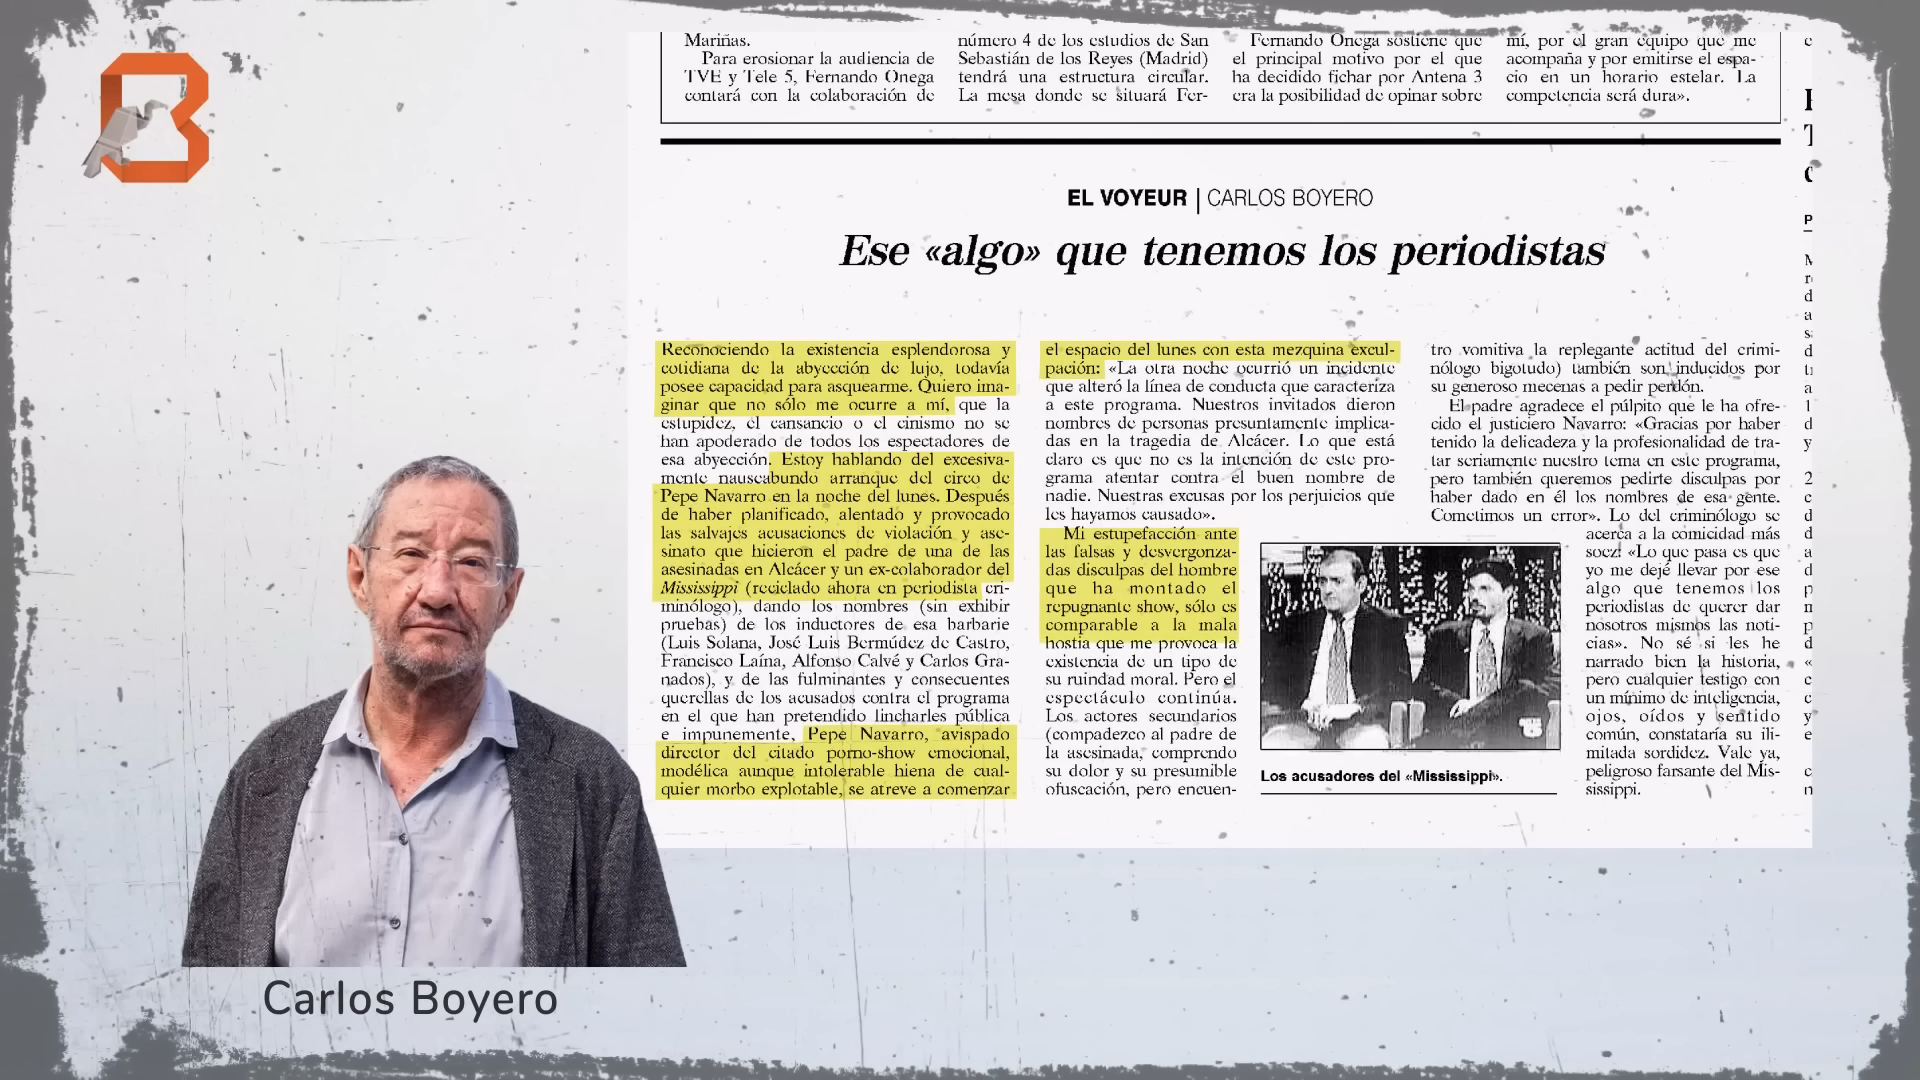 B
Mariñas.
Para erosionar la audiencia de
TVE y Tele 5, Fernando Onega
contará con la colaboración de
número 4 de los estudios de San
Sebastián de los Reyes (Madrid)
tendrá una estructura circular.
La mesa donde se situará Fer-
Fernando Onega sostiene que
el principal motivo por el que
ha decidido fichar por Antena 3
era la posibilidad de opinar sobre
mí, por el gran equipo que me
acompaña y por emitirse el espa-
cio en un horario estelar. La
competencia será dura».
EL VOYEUR | CARLOS BOYERO
Ese «algo» que tenemos los periodistas
Reconociendo la existencia esplendorosa y
cotidiana de la abyección de lujo, todavía
posee capacidad para asquearme. Quiero ima-
ginar que no sólo me ocurre a mí, que la
estupidez, el cansancio o el cinismo no se
han apoderado de todos los espectadores de
esa abyección. Estoy hablando del excesiva-
mente nauseabundo arranque del circo de
Pepe Navarro en la noche del lunes. Después
de haber planificado, alentado y provocado
las salvajes acusaciones de violación y ase-
sinato que hicieron el padre de una de las
asesinadas en Alcácer y un ex-colaborador del
Mississippi (reciclado ahora en periodista cri-
minólogo), dando los nombres (sin exhibir
pruebas) de los inductores de esa barbarie
(Luis Solana, José Luis Bermúdez de Castro,
Francisco Laína, Alfonso Calvé y Carlos Gra-
nados), y de las fulminantes y consecuentes
querellas de los acusados contra el programa
en el que han pretendido lincharles pública
e impunemente, Pepe Navarro, avispado
director del citado porno-show emocional,
modélica aunque intolerable hiena de cual-
quier morbo explotable, se atreve a comenzar
el espacio del lunes con esta mezquina excul-
pación: «La otra noche ocurrió un incidente
que alteró la línea de conducta que caracteriza
a este programa. Nuestros invitados dieron
nombres de personas presuntamente implica-
das en la tragedia de Alcácer. Lo que está
claro es que no es la intención de este pro-
grama atentar contra el buen nombre de
nadie. Nuestras excusas por los perjuicios que
les hayamos causado».
Mi estupefacción ante
las falsas y desvergonza-
das disculpas del hombre
que ha montado el
repugnante show, sólo es
comparable a la mala
hostia que me provoca la
existencia de un tipo de
su ruindad moral. Pero el
espectáculo continúa.
Los actores secundarios
(compadezco al padre de
la asesinada, comprendo
su dolor y su presumible
ofuscación, pero encuen-
Los acusadores del «Mississippi».
tro vomitiva la replegante actitud del crimi-
nólogo bigotudo) también son inducidos por
su generoso mecenas a pedir perdón.
El padre agradece el púlpito que le ha ofre-
cido el justiciero Navarro: «Gracias por haber
tenido la delicadeza y la profesionalidad de tra-
tar seriamente nuestro tema en este programa,
pero también queremos pedirte disculpas por
haber dado en él los nombres de esa gente.
Cometimos un error». Lo del criminólogo se
acerca a la comicidad más
soez: «Lo que pasa es que
yo me dejé llevar por ese
algo que tenemos los
periodistas de querer dar
nosotros mismos las noti-
cias». No sé si les he
narrado bien la historia,
pero cualquier testigo con
un mínimo de inteligencia,
ojos, oídos y sentido
común, constataría su ili-
mitada sordidez. Vale ya,
peligroso farsante del Mis-
sissippi.
Carlos Boyero